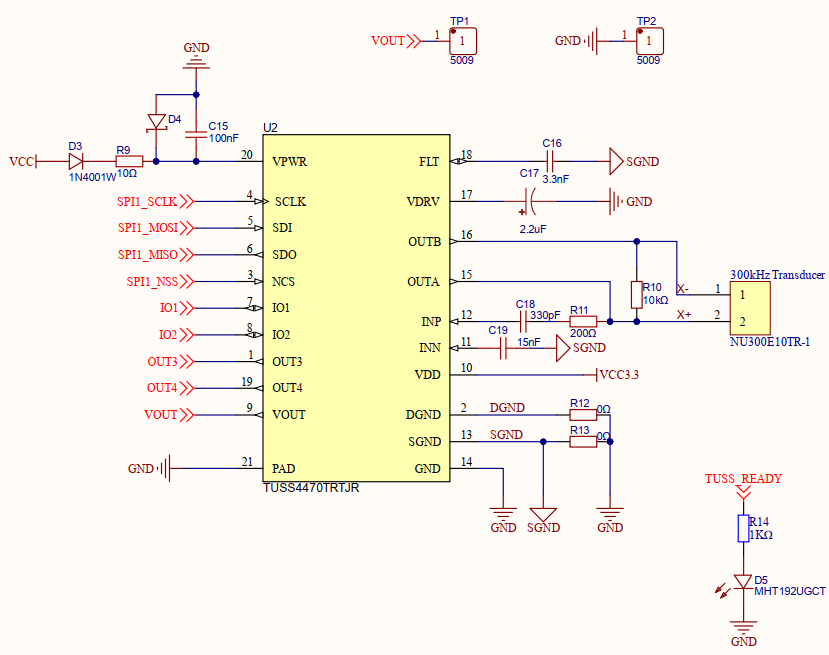 TP1
VOUT
1
1
5009
TP2
GND
1
1
5009
GND
D4
C15
100nF
VCC
D3
1N4001W
R9
10Ω
U2
20
VPWR
SPI1_SCLK
4
SCLK
SPI1_MOSI
5
SDI
SPI1_MISO
6
SDO
SPI1_NSS
3
NCS
IO1
7
IO1
IO2
8
IO2
OUT3
1
OUT3
OUT4
19
OUT4
VOUT
9
VOUT
GND
21
PAD
TUSS4470TRTJR
FLT
18
C16
3.3nF
SGND
VDRV
17
C17
2.2uF
GND
OUTB
16
OUTA
15
INP
12
C18
330pF
R11
200Ω
INN
11
C19
15nF
SGND
VDD
10
VCC3.3
DGND
2
DGND
R12
0Ω
SGND
13
SGND
R13
0Ω
GND
14
GND
SGND
GND
R10
10kΩ
X-
X+
300kHz Transducer
1
1
2
2
NU300E10TR-1
TUSS_READY
R14
1KΩ
D5
MHT192UGCT
GND